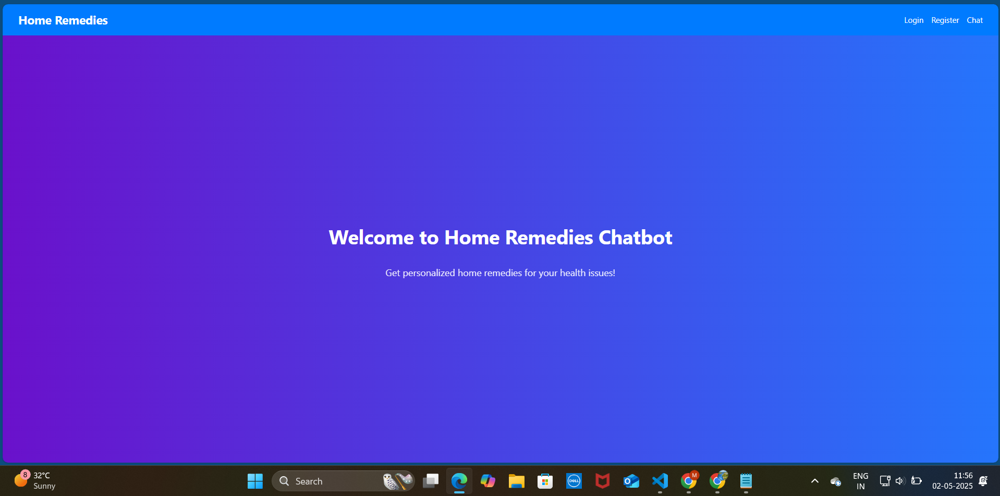 Home Remedies
Login Register Chat
Welcome to Home Remedies Chatbot
Get personalized home remedies for your health issues!
8
32°C
Sunny
Search
DELL
O
M
ENG
IN
11:56
02-05-2025